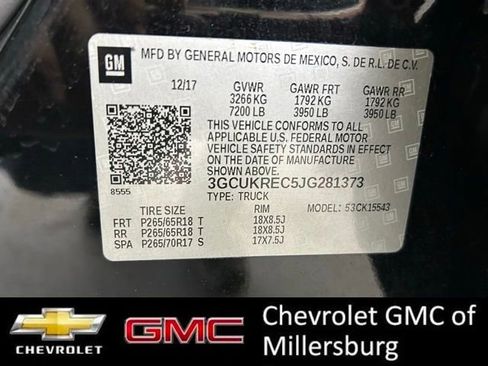 GM
MFD BY GENERAL MOTORS DE MEXICO, S. DE R.L. DE C.V.
12/17 GVWR GAWR FRT GAWR RR
3266 KG 1792 KG 1792 KG
7200 LB 3950 LB 3950 LB
THIS VEHICLE CONFORMS TO ALL
APPLICABLE U.S. FEDERAL MOTOR
VEHICLE SAFETY STANDARDS IN EFFECT
ON THE DATE OF MANUFACTURE SHOWN
ABOVE.
3GCUKREC5JG281373
8555
TYPE: TRUCK
MODEL: 53CK15543
TIRE SIZE RIM
FRT P265/65R18 T 18X8.5J
RR P265/65R18 T 18X8.5J
SPA P265/70R17 S 17X7.5J
CHEVROLET
GMC
Chevrolet GMC of
Millersburg